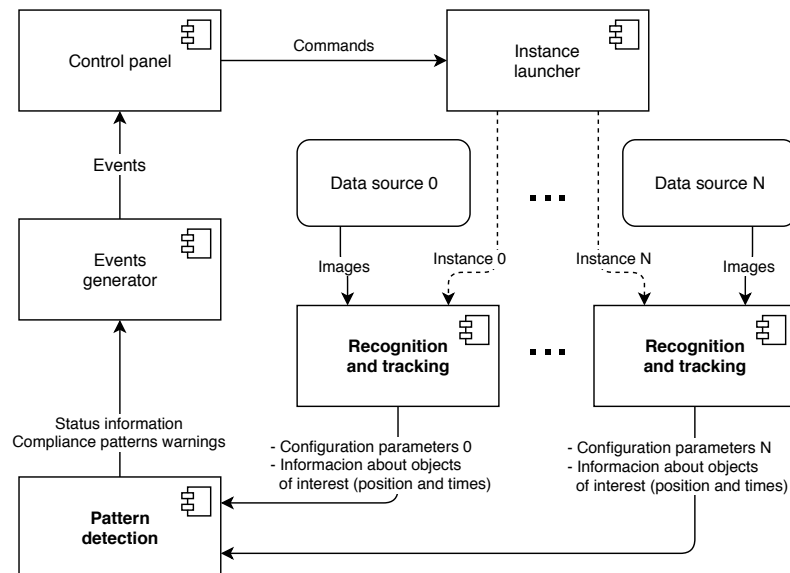 Control panel
Commands
Instance
launcher
Events
Data source 0
Data source N
Events
generator
Images
Instance 0
Instance N
Images
Recognition
and tracking
Recognition
and tracking
Status information
Compliance patterns warnings
- Configuration parameters 0
- Informacion about objects
of interest (position and times)
- Configuration parameters N
- Informacion about objects
of interest (position and times)
Pattern
detection